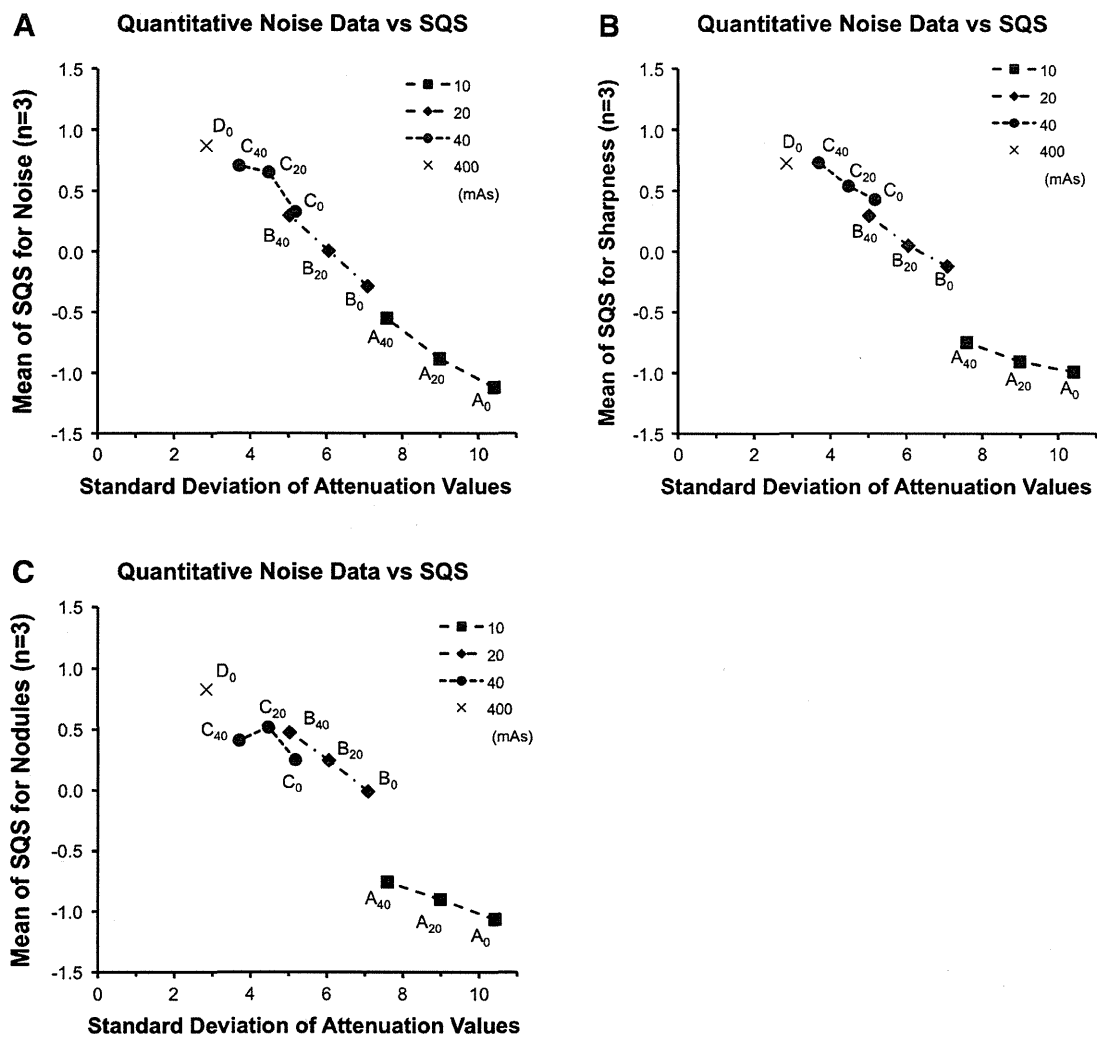 A
Quantitative Noise Data vs SQS
Mean of SQS for Noise (n=3)
1.5
1.0
0.5
0.0
-0.5
-1.0
-1.5
0 2 4 6 8 10
Standard Deviation of Attenuation Values
10
20
40
400
(mAs)
D0
C40
C20
C0
B40
B20
B0
A40
A20
A0
B
Quantitative Noise Data vs SQS
Mean of SQS for Sharpness (n=3)
1.5
1.0
0.5
0.0
-0.5
-1.0
-1.5
0 2 4 6 8 10
Standard Deviation of Attenuation Values
10
20
40
400
(mAs)
D0
C40
C20
C0
B40
B20
B0
A40
A20
A0
C
Quantitative Noise Data vs SQS
Mean of SQS for Nodules (n=3)
1.5
1.0
0.5
0.0
-0.5
-1.0
-1.5
0 2 4 6 8 10
Standard Deviation of Attenuation Values
10
20
40
400
(mAs)
D0
C40
C20
C0
B40
B20
B0
A40
A20
A0